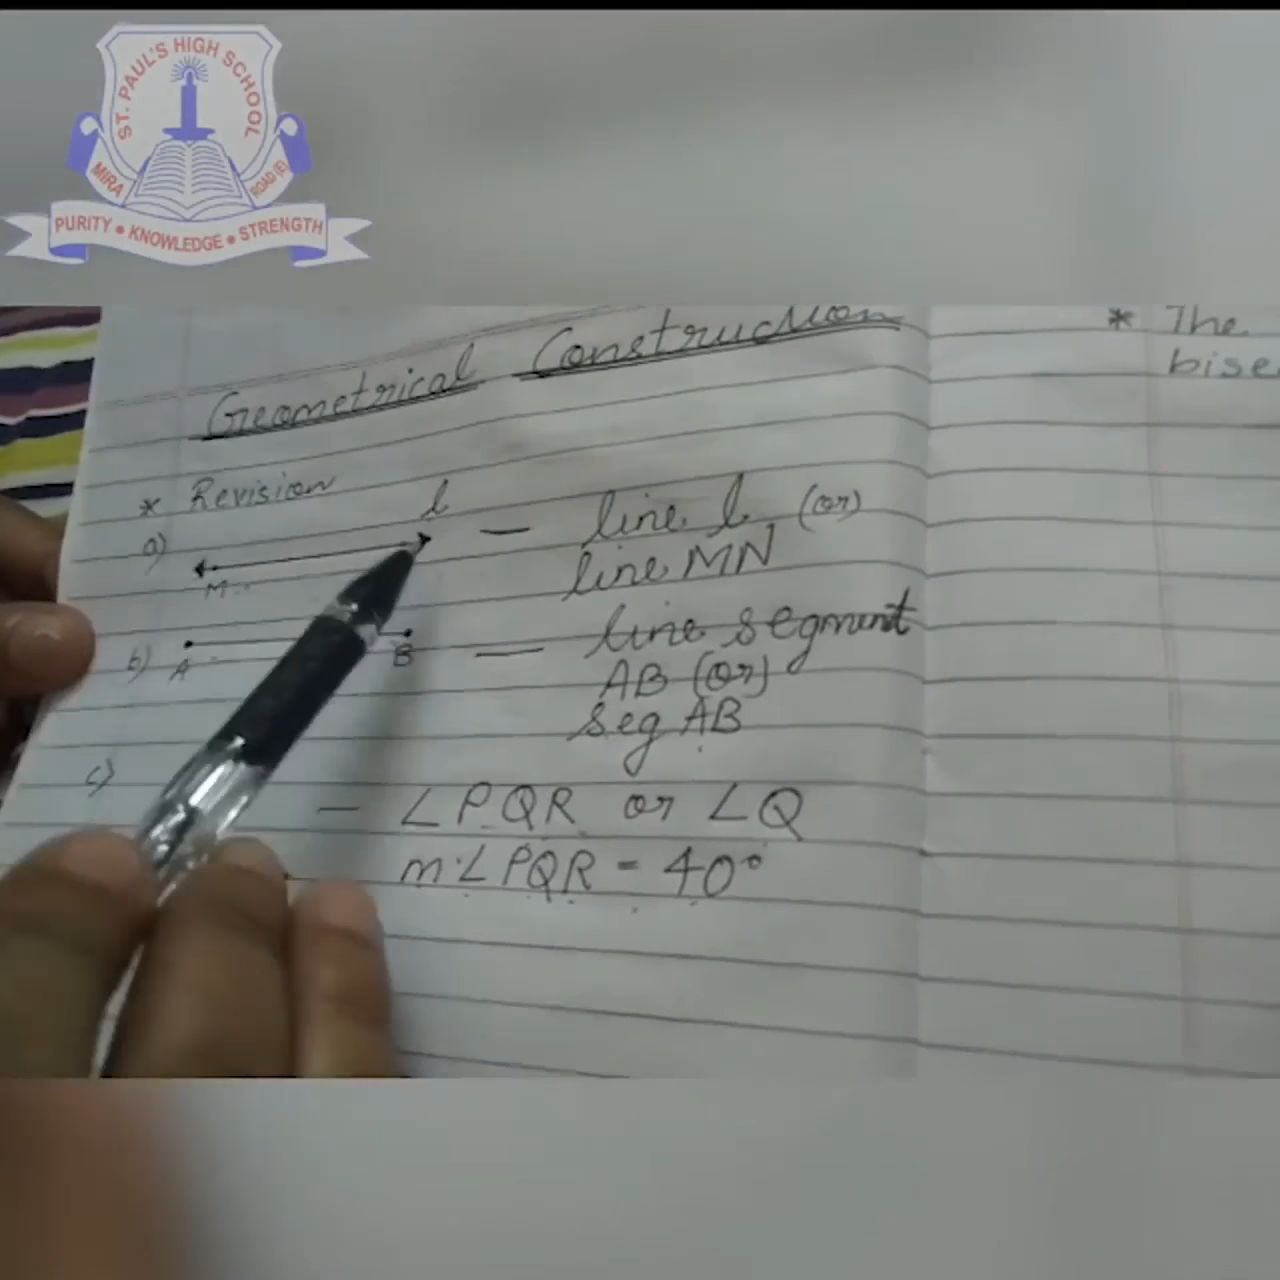 ST. PAUL'S HIGH SCHOOL
MIRA
ROAD (E)
PURITY • KNOWLEDGE • STRENGTH
Geometrical Construction
* The
bise
* Revision
a)
l
M
— line l (or)
line MN
b)
A
B
— line segment
AB (or)
seg AB
c)
— ∠PQR or ∠Q
m∠PQR = 40°